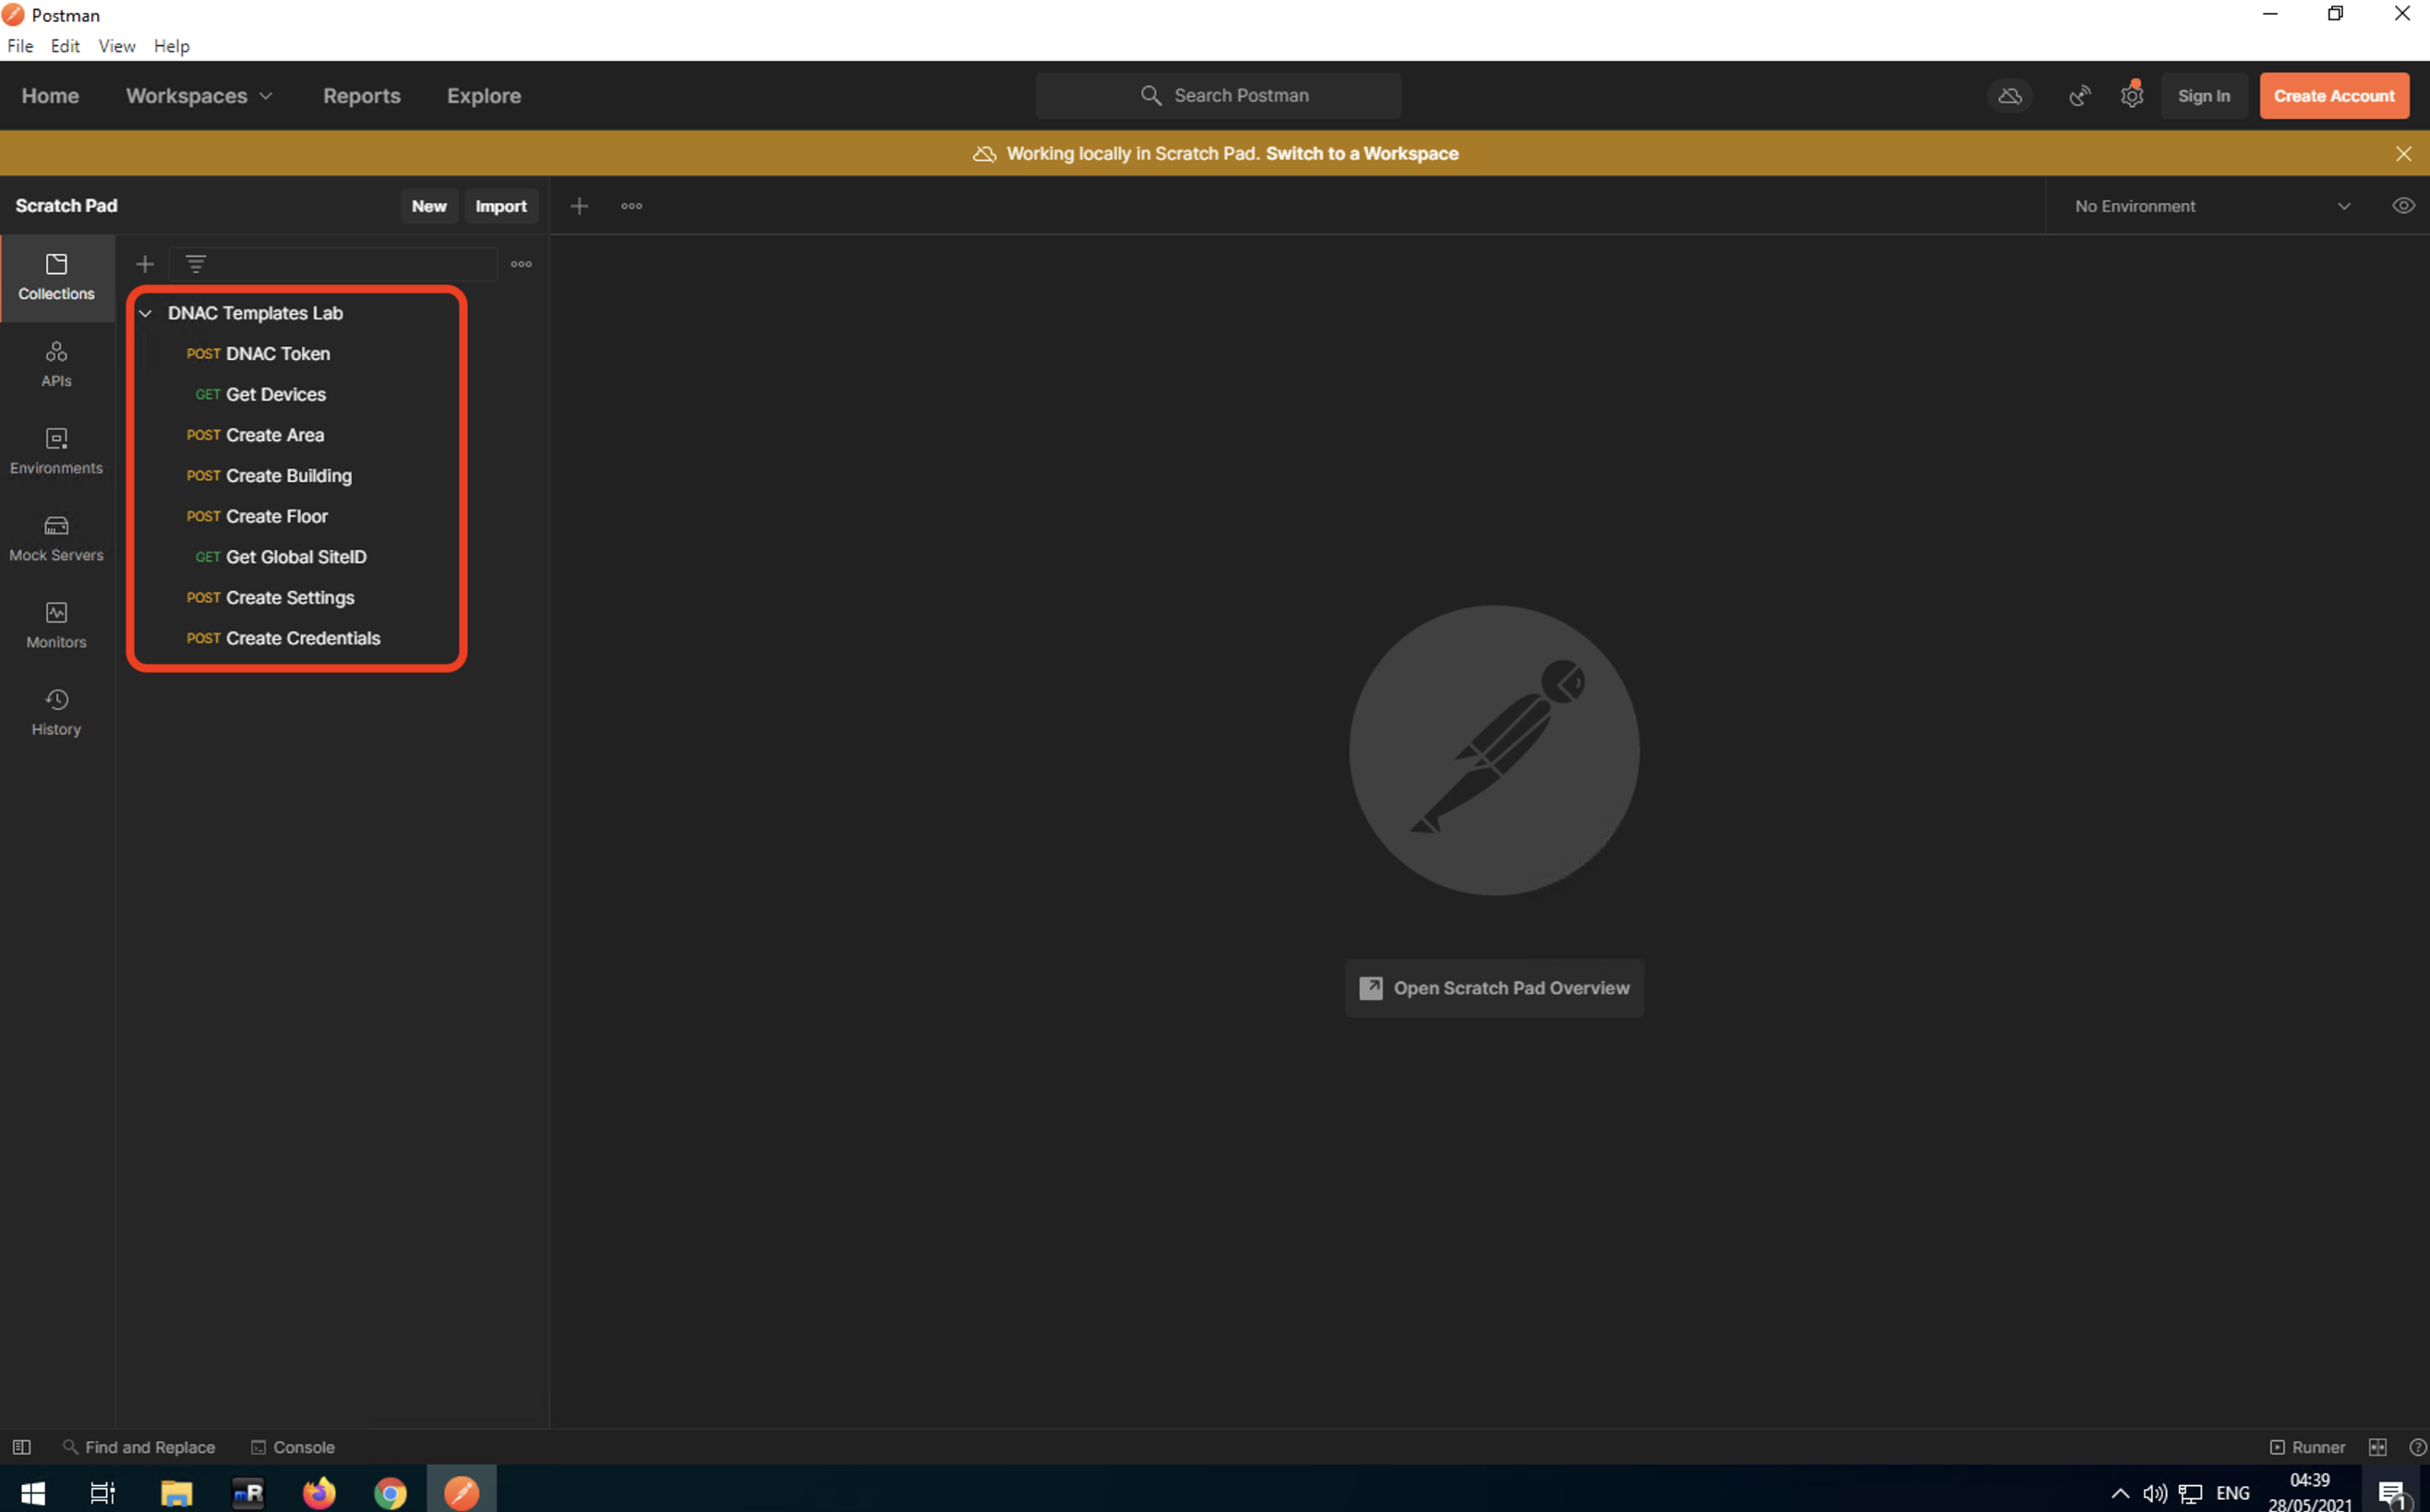 Postman
File Edit View Help
Home Workspaces Reports Explore Search Postman Sign In Create Account
Working locally in Scratch Pad. Switch to a Workspace
Scratch Pad New Import No Environment
Collections
APIs
Environments
Mock Servers
Monitors
History
DNAC Templates Lab
POST DNAC Token
GET Get Devices
POST Create Area
POST Create Building
POST Create Floor
GET Get Global SiteID
POST Create Settings
POST Create Credentials
Open Scratch Pad Overview
Find and Replace Console Runner
mR
ENG
04:39
28/05/2021
1